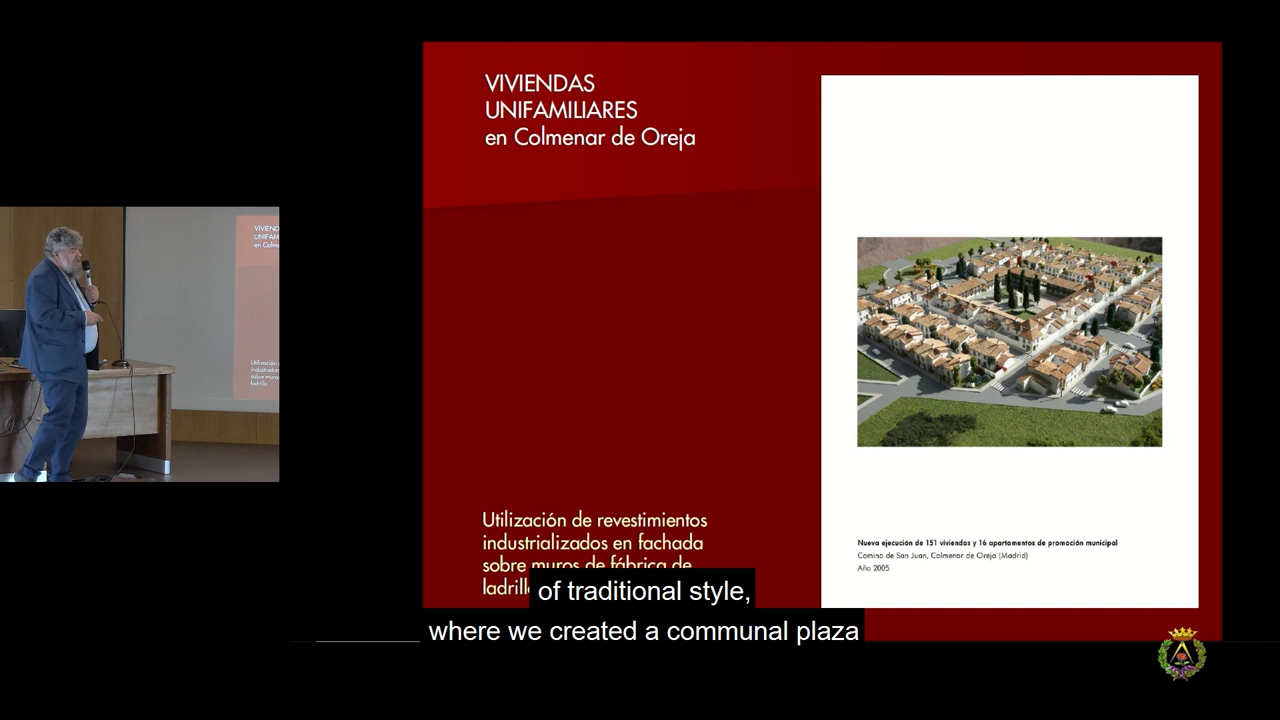 VIVIENDAS
UNIFAMILIARES
en Colmenar de Oreja
Utilización de revestimientos
industrializados en fachada
sobre muros de fábrica de
Nueva ejecución de 151 viviendas y 16 apartamentos de promoción municipal
Camino de San Juan, Colmenar de Oreja (Madrid)
Año 2005
of traditional style,
where we created a communal plaza